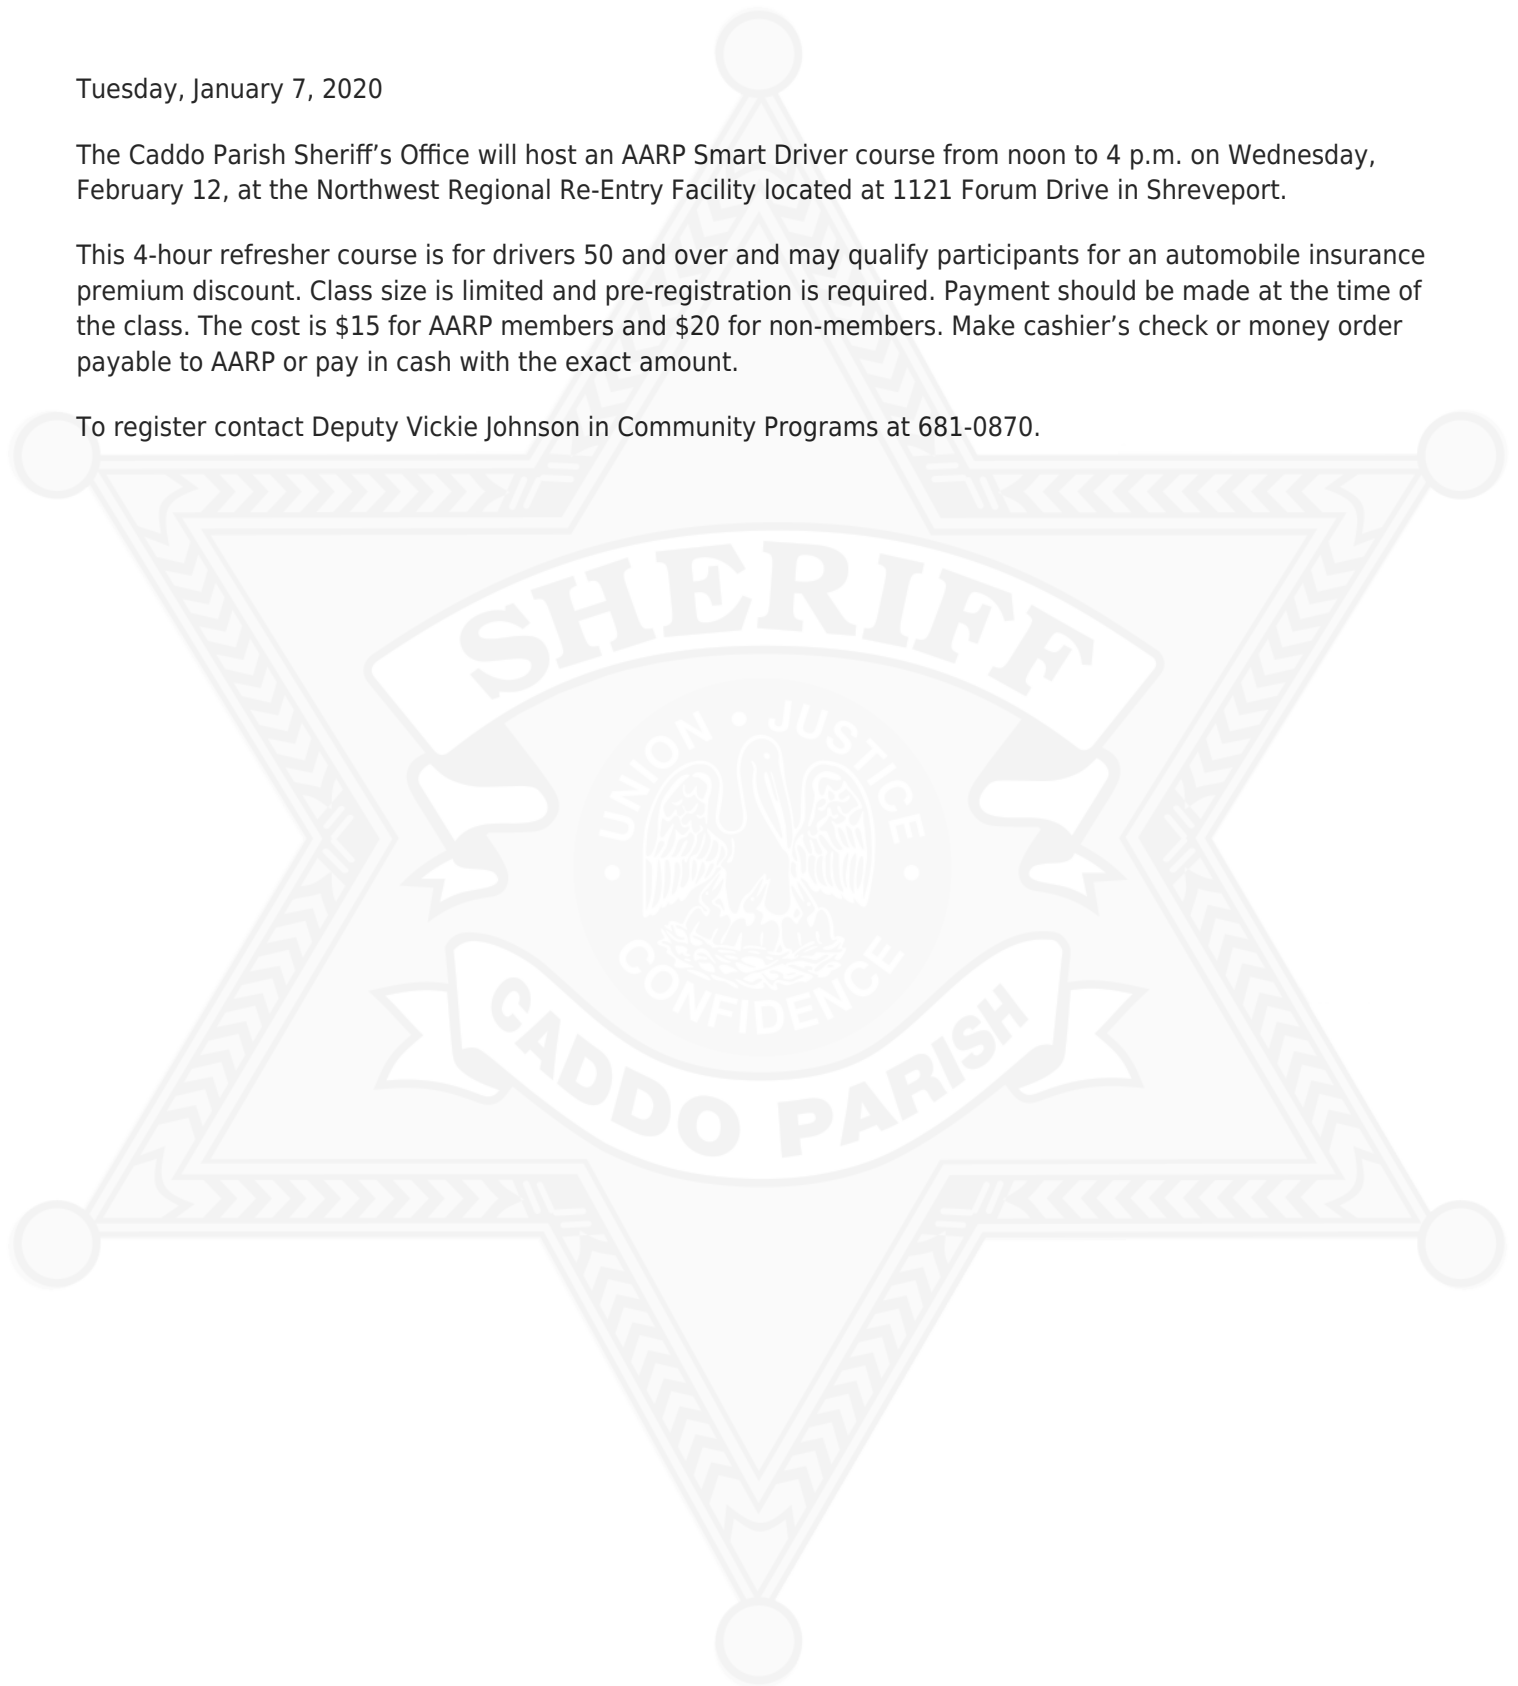 Tuesday, January 7, 2020
The Caddo Parish Sheriff’s Office will host an AARP Smart Driver course from noon to 4 p.m. on Wednesday,
February 12, at the Northwest Regional Re-Entry Facility located at 1121 Forum Drive in Shreveport.
This 4-hour refresher course is for drivers 50 and over and may qualify participants for an automobile insurance
premium discount. Class size is limited and pre-registration is required. Payment should be made at the time of
the class. The cost is $15 for AARP members and $20 for non-members. Make cashier’s check or money order
payable to AARP or pay in cash with the exact amount.
To register contact Deputy Vickie Johnson in Community Programs at 681-0870.
SHERIFF
UNION • JUSTICE
• CONFIDENCE •
CADDO PARISH